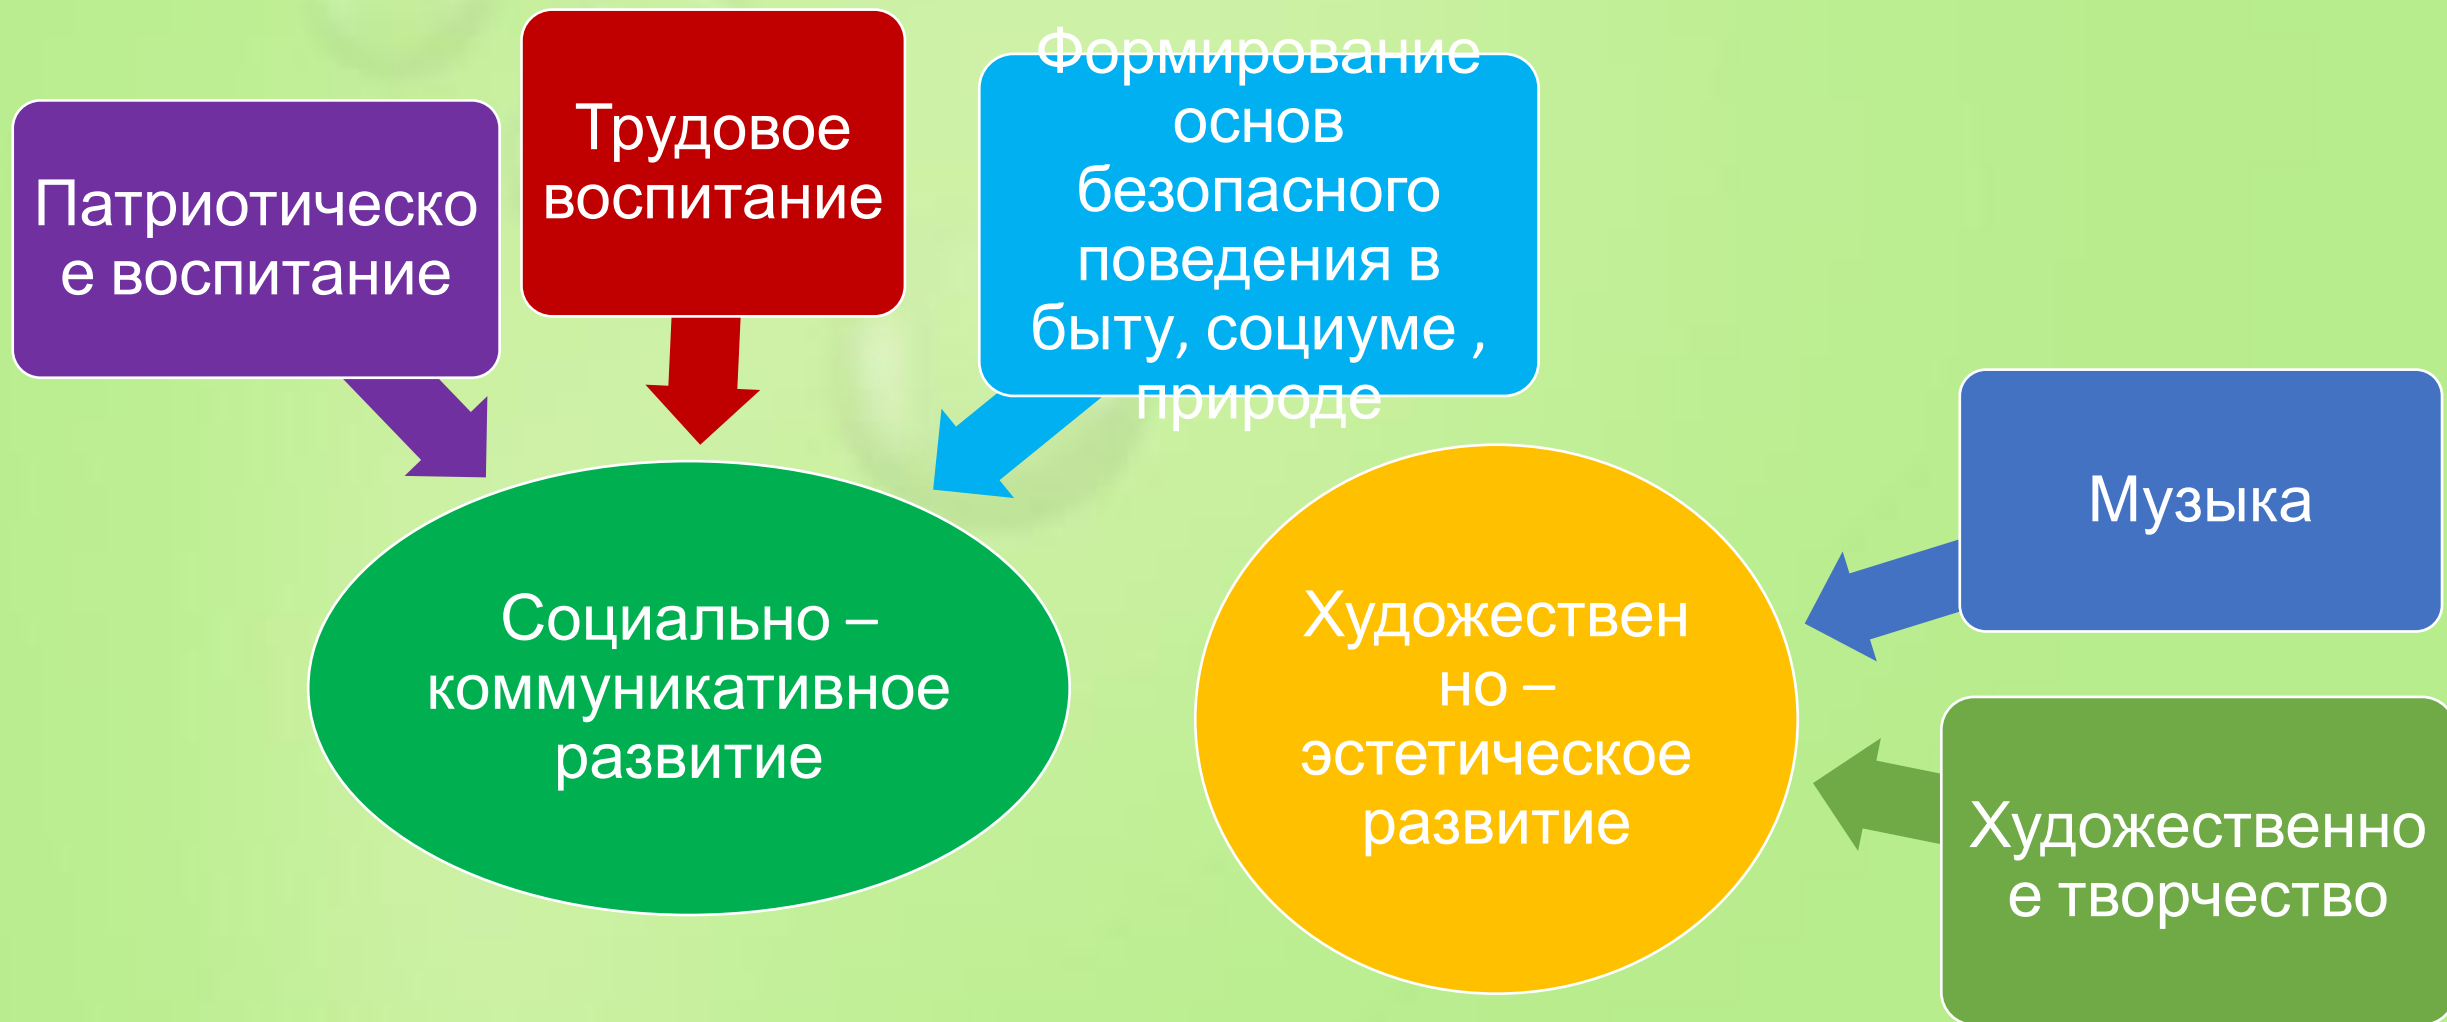 Патриотическо
е воспитание
Трудовое
воспитание
Формирование
основ
безопасного
поведения в
быту, социуме ,
природе
Социально –
коммуникативное
развитие
Художествен
но –
эстетическое
развитие
Музыка
Художественно
е творчество